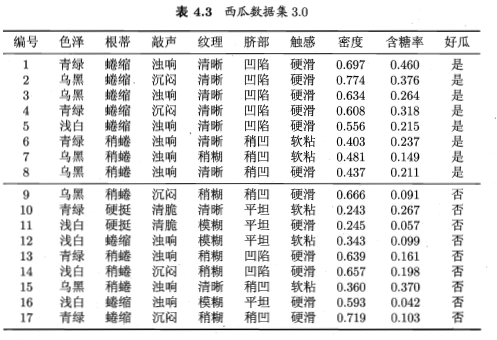 表 4.3 西瓜数据集 3.0
编号 色泽 根蒂 敲声 纹理 脐部 触感 密度 含糖率 好瓜
1 青绿 蜷缩 浊响 清晰 凹陷 硬滑 0.697 0.460 是
2 乌黑 蜷缩 沉闷 清晰 凹陷 硬滑 0.774 0.376 是
3 乌黑 蜷缩 浊响 清晰 凹陷 硬滑 0.634 0.264 是
4 青绿 蜷缩 沉闷 清晰 凹陷 硬滑 0.608 0.318 是
5 浅白 蜷缩 浊响 清晰 凹陷 硬滑 0.556 0.215 是
6 青绿 稍蜷 浊响 清晰 稍凹 软粘 0.403 0.237 是
7 乌黑 稍蜷 浊响 稍糊 稍凹 软粘 0.481 0.149 是
8 乌黑 稍蜷 浊响 清晰 稍凹 硬滑 0.437 0.211 是
9 乌黑 稍蜷 沉闷 稍糊 稍凹 硬滑 0.666 0.091 否
10 青绿 硬挺 清脆 清晰 平坦 软粘 0.243 0.267 否
11 浅白 硬挺 清脆 模糊 平坦 硬滑 0.245 0.057 否
12 浅白 蜷缩 浊响 模糊 平坦 软粘 0.343 0.099 否
13 青绿 稍蜷 浊响 稍糊 凹陷 硬滑 0.639 0.161 否
14 浅白 稍蜷 沉闷 稍糊 凹陷 硬滑 0.657 0.198 否
15 乌黑 稍蜷 浊响 清晰 稍凹 软粘 0.360 0.370 否
16 浅白 蜷缩 浊响 模糊 平坦 硬滑 0.593 0.042 否
17 青绿 蜷缩 沉闷 稍糊 稍凹 硬滑 0.719 0.103 否